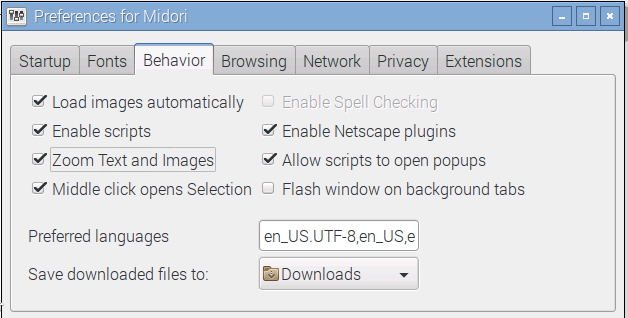 Preferences for Midori
Startup Fonts Behavior Browsing Network Privacy Extensions
Load images automatically Enable Spell Checking
Enable scripts Enable Netscape plugins
Zoom Text and Images Allow scripts to open popups
Middle click opens Selection Flash window on background tabs
Preferred languages en_US.UTF-8,en_US,e
Save downloaded files to: Downloads